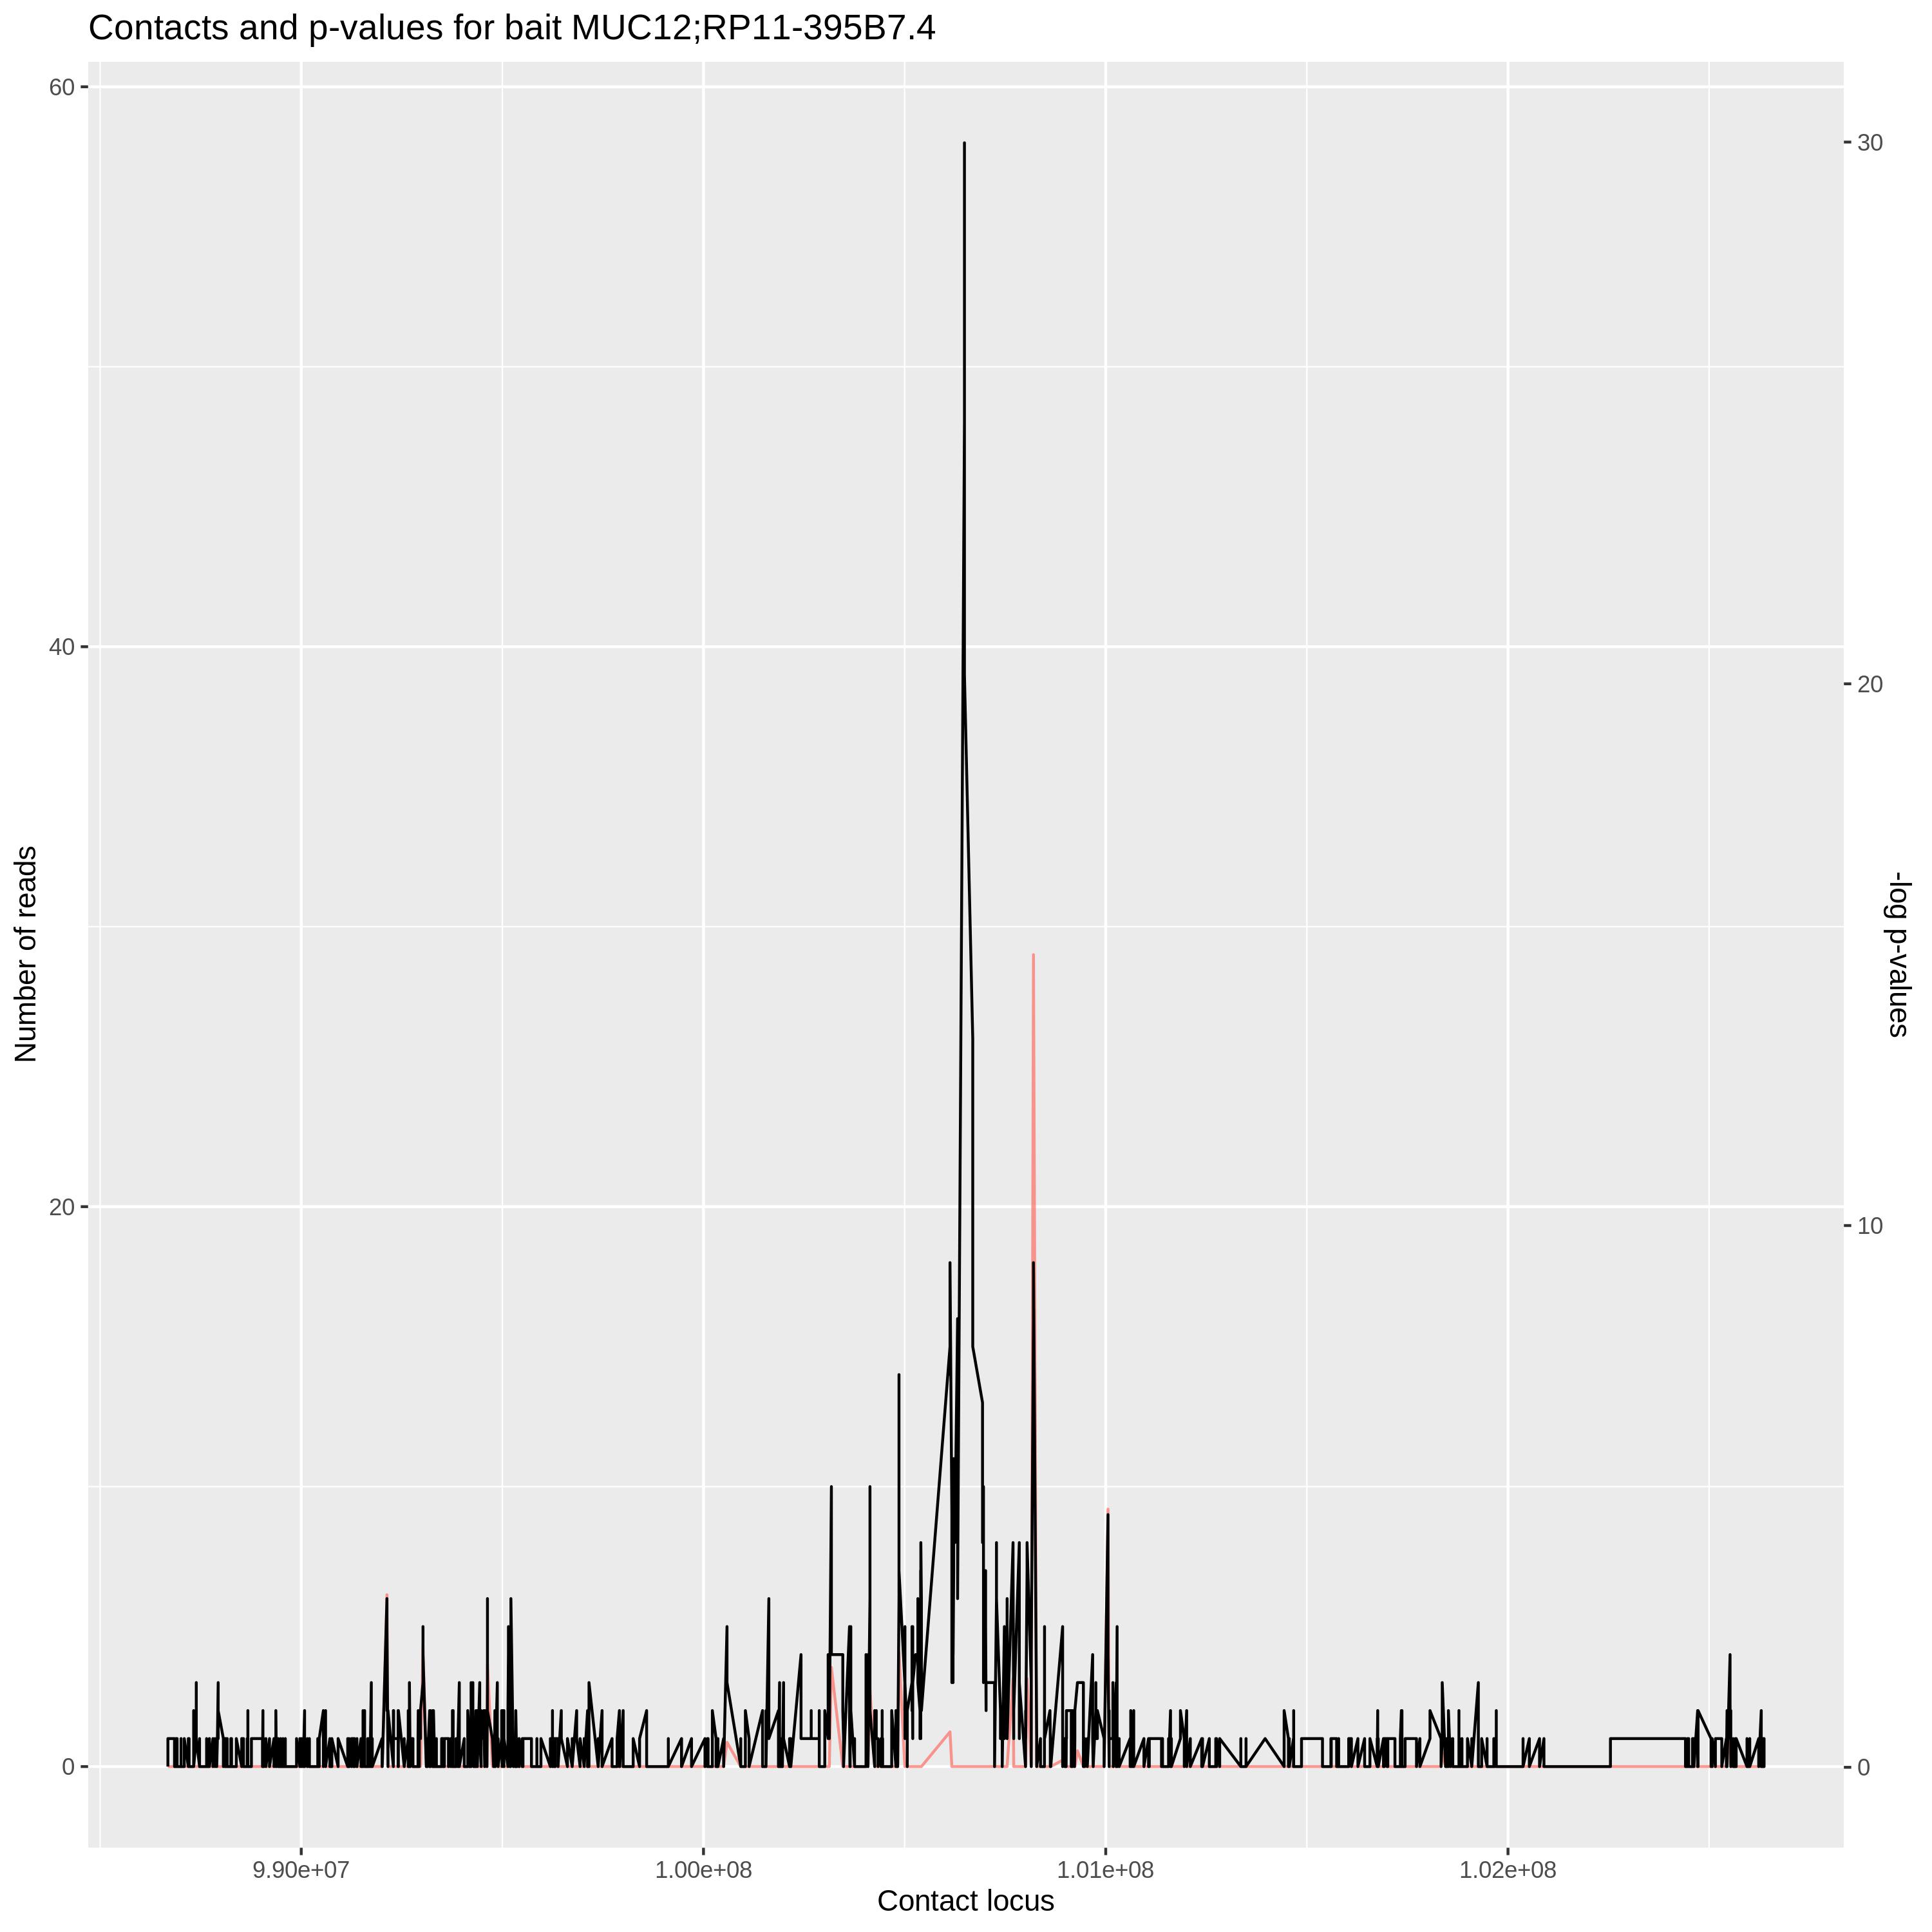 Contacts and p-values for bait MUC12;RP11-395B7.4
60
40
20
0
30
20
10
0
Number of reads
-log p-values
9.90e+07
1.00e+08
1.01e+08
1.02e+08
Contact locus